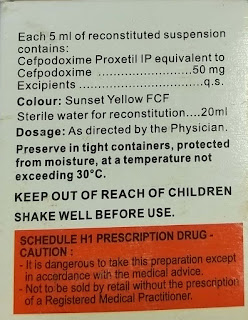 Each 5 ml of reconstituted suspension
contains:
Cefpodoxime Proxetil IP equivalent to
Cefpodoxime ..........................50 mg
Excipients ..................................q.s.
Colour: Sunset Yellow FCF
Sterile water for reconstitution....20ml
Dosage: As directed by the Physician.
Preserve in tight containers, protected
from moisture, at a temperature not
exceeding 30°C.
KEEP OUT OF REACH OF CHILDREN
SHAKE WELL BEFORE USE.
SCHEDULE H1 PRESCRIPTION DRUG -
CAUTION :
- It is dangerous to take this preparation except
in accordance with the medical advice.
- Not to be sold by retail without the prescription
of a Registered Medical Practitioner.